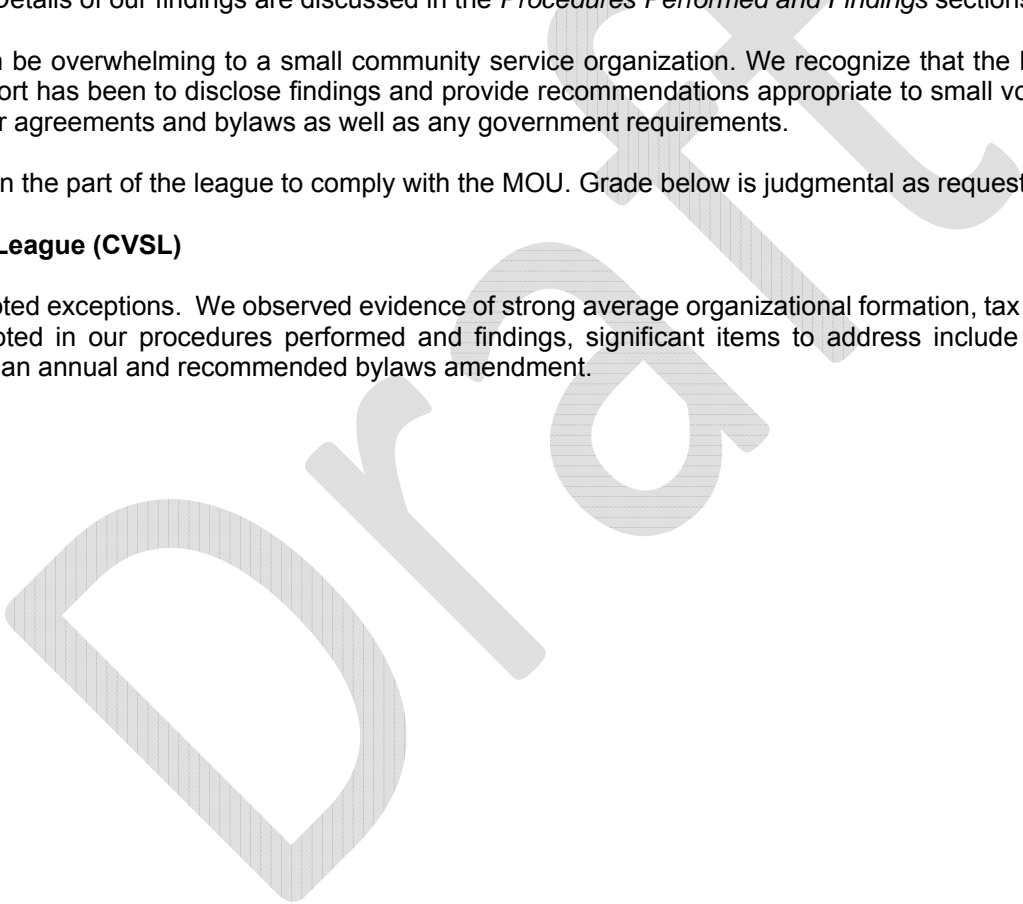 Details of our findings are discussed in the Procedures Performed and Findings sections
be overwhelming to a small community service organization. We recognize that the
ort has been to disclose findings and provide recommendations appropriate to small vo
r agreements and bylaws as well as any government requirements.
n the part of the league to comply with the MOU. Grade below is judgmental as request
League (CVSL)
oted exceptions. We observed evidence of strong average organizational formation, tax
oted in our procedures performed and findings, significant items to address include
an annual and recommended bylaws amendment.
Draft